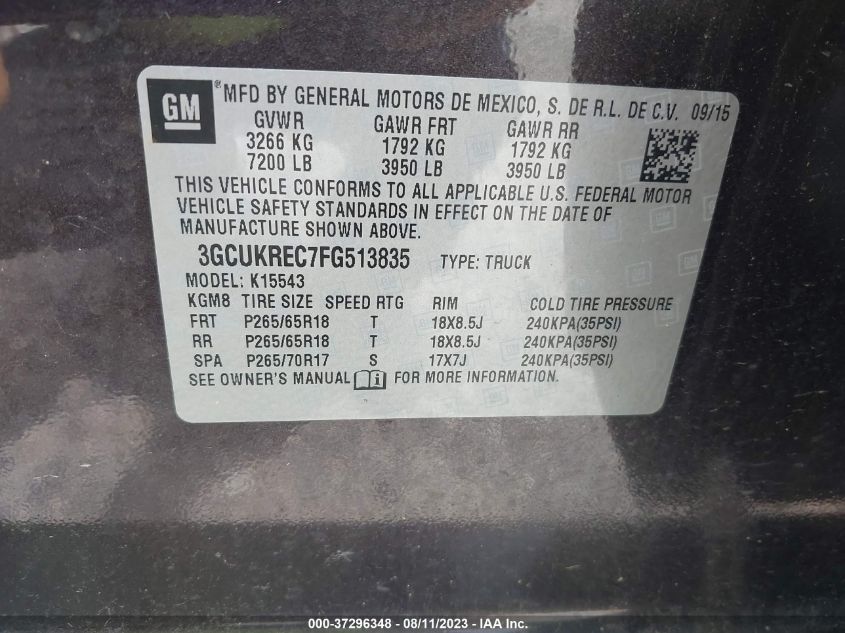 GM
® MFD BY GENERAL MOTORS DE MEXICO, S. DE R.L. DE C.V. 09/15
GVWR GAWR FRT GAWR RR
3266 KG 1792 KG 1792 KG
7200 LB 3950 LB 3950 LB
THIS VEHICLE CONFORMS TO ALL APPLICABLE U.S. FEDERAL MOTOR
VEHICLE SAFETY STANDARDS IN EFFECT ON THE DATE OF
MANUFACTURE SHOWN ABOVE.
3GCUKREC7FG513835 TYPE: TRUCK
MODEL: K15543
KGM8 TIRE SIZE SPEED RTG RIM COLD TIRE PRESSURE
FRT P265/65R18 T 18X8.5J 240KPA(35PSI)
RR P265/65R18 T 18X8.5J 240KPA(35PSI)
SPA P265/70R17 S 17X7J 240KPA(35PSI)
SEE OWNER'S MANUAL FOR MORE INFORMATION.
000-37296348 - 08/11/2023 - IAA Inc.